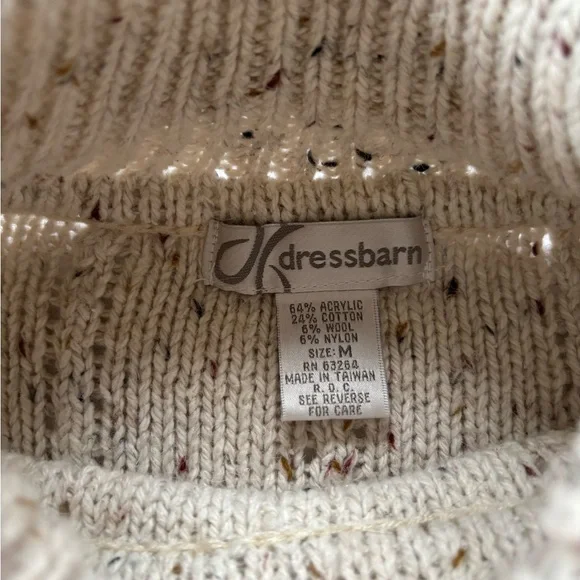 dressbarn
64% ACRYLIC
24% COTTON
6% WOOL
6% NYLON
SIZE: M
RN 63264
MADE IN TAIWAN
R. O. C.
SEE REVERSE
FOR CARE